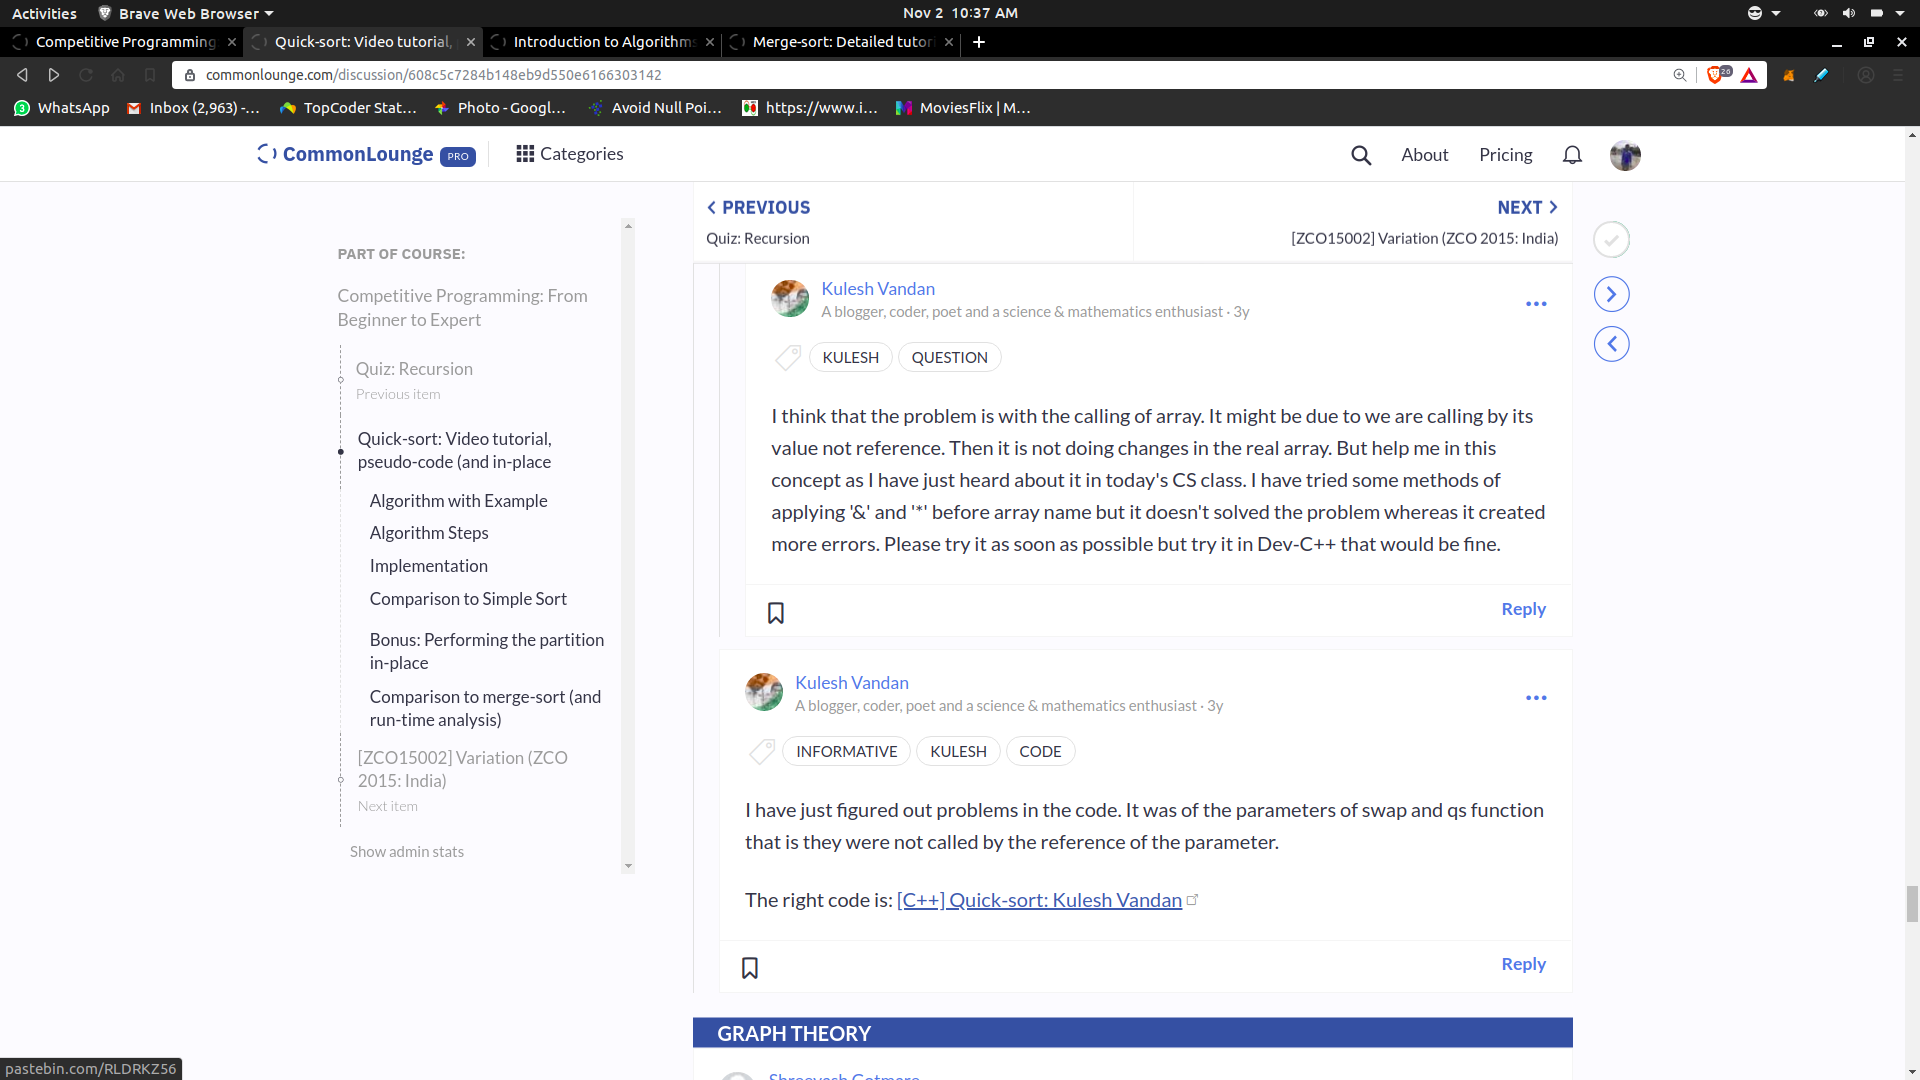 Activities
Brave Web Browser
Nov 2 10:37 AM
Competitive Programming
Quick-sort: Video tutorial,
Introduction to Algorithms
Merge-sort: Detailed tutori
commonlounge.com/discussion/608c5c7284b148eb9d550e6166303142
26
3
WhatsApp
Inbox (2,963) -...
TopCoder Stat...
Photo - Googl...
Avoid Null Poi...
https://www.i...
MoviesFlix | M...
CommonLounge PRO
Categories
About
Pricing
PREVIOUS
Quiz: Recursion
NEXT
[ZCO15002] Variation (ZCO 2015: India)
PART OF COURSE:
Competitive Programming: From
Beginner to Expert
Quiz: Recursion
Previous item
Quick-sort: Video tutorial,
pseudo-code (and in-place
Algorithm with Example
Algorithm Steps
Implementation
Comparison to Simple Sort
Bonus: Performing the partition
in-place
Comparison to merge-sort (and
run-time analysis)
[ZCO15002] Variation (ZCO
2015: India)
Next item
Show admin stats
Kulesh Vandan
A blogger, coder, poet and a science & mathematics enthusiast · 3y
KULESH
QUESTION
I think that the problem is with the calling of array. It might be due to we are calling by its
value not reference. Then it is not doing changes in the real array. But help me in this
concept as I have just heard about it in today's CS class. I have tried some methods of
applying '&' and '*' before array name but it doesn't solved the problem whereas it created
more errors. Please try it as soon as possible but try it in Dev-C++ that would be fine.
Reply
Kulesh Vandan
A blogger, coder, poet and a science & mathematics enthusiast · 3y
INFORMATIVE
KULESH
CODE
I have just figured out problems in the code. It was of the parameters of swap and qs function
that is they were not called by the reference of the parameter.
The right code is: [C++] Quick-sort: Kulesh Vandan
Reply
GRAPH THEORY
Shreeyash Gotmare
pastebin.com/RLDRKZ56